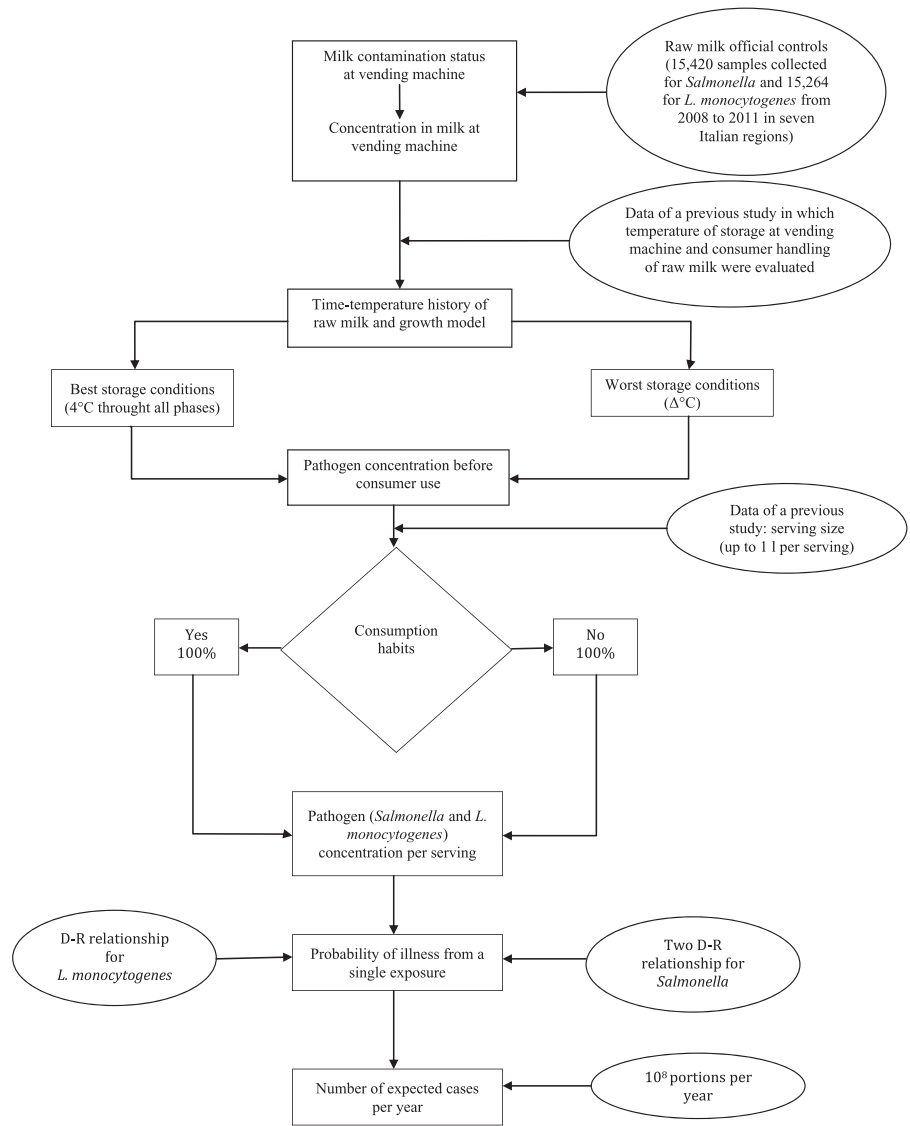 Milk contamination status
at vending machine
Concentration in milk at
vending machine
Raw milk official controls
(15,420 samples collected
for Salmonella and 15,264
for L. monocytogenes from
2008 to 2011 in seven
Italian regions)
Data of a previous study in which
temperature of storage at vending
machine and consumer handling
of raw milk were evaluated
Time-temperature history of
raw milk and growth model
Best storage conditions
(4°C throught all phases)
Worst storage conditions
(Δ°C)
Pathogen concentration before
consumer use
Data of a previous
study: serving size
(up to 1 l per serving)
Consumption
habits
Yes
100%
No
100%
Pathogen (Salmonella and L.
monocytogenes)
concentration per serving
D-R relationship
for
L. monocytogenes
Probability of illness from a
single exposure
Two D-R
relationship for
Salmonella
Number of expected cases
per year
10⁸ portions per
year